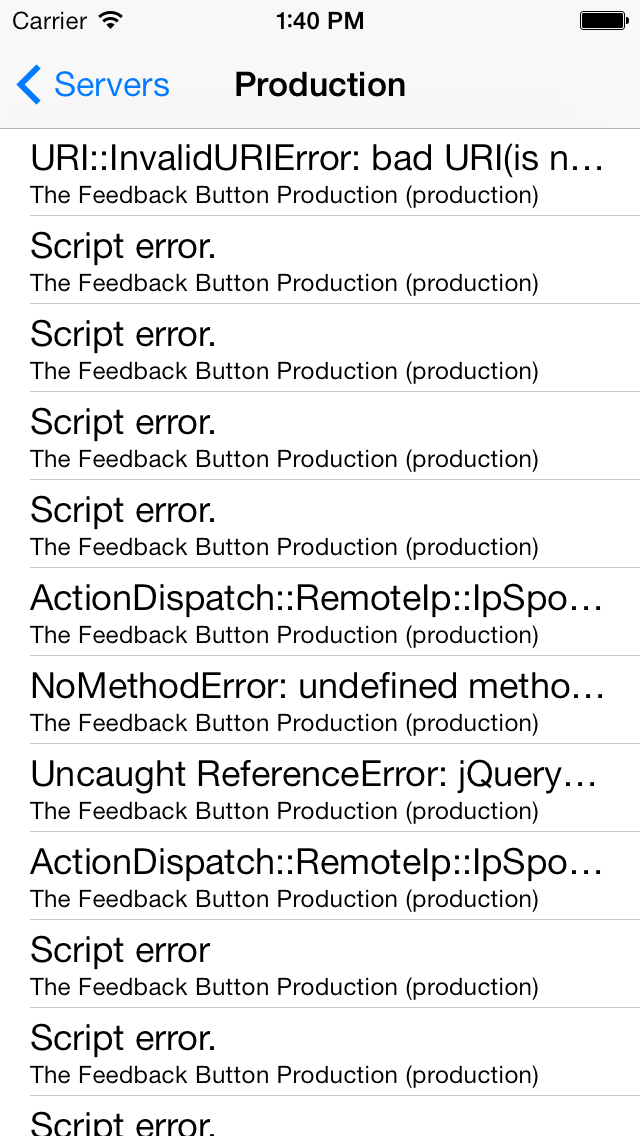 Carrier 1:40 PM
Servers Production
URI::InvalidURIError: bad URI(is n…
The Feedback Button Production (production)
Script error.
The Feedback Button Production (production)
Script error.
The Feedback Button Production (production)
Script error.
The Feedback Button Production (production)
Script error.
The Feedback Button Production (production)
ActionDispatch::RemoteIp::IpSpo…
The Feedback Button Production (production)
NoMethodError: undefined metho…
The Feedback Button Production (production)
Uncaught ReferenceError: jQuery…
The Feedback Button Production (production)
ActionDispatch::RemoteIp::IpSpo…
The Feedback Button Production (production)
Script error
The Feedback Button Production (production)
Script error.
The Feedback Button Production (production)
Script error.